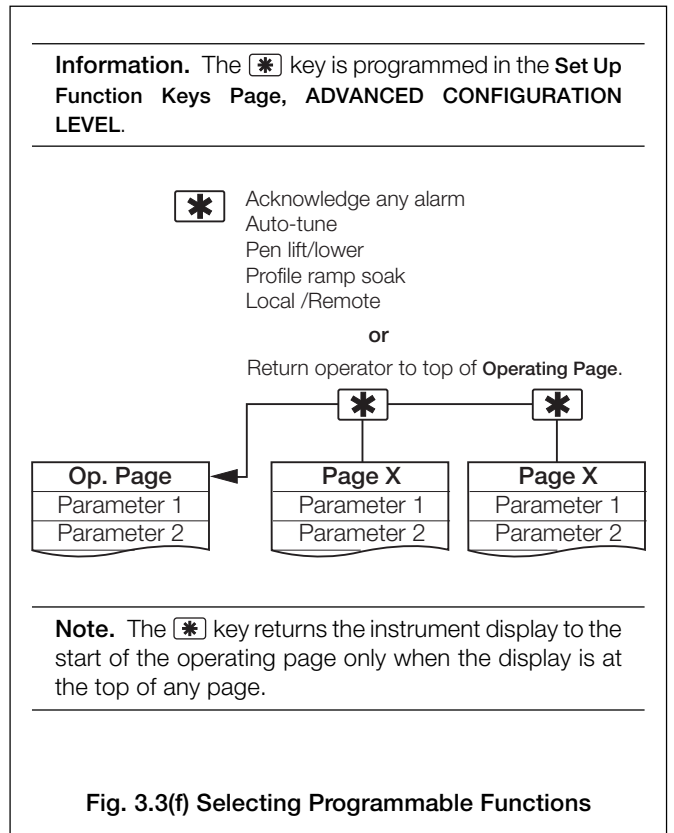 Information. The ✱ key is programmed in the Set Up
Function Keys Page, ADVANCED CONFIGURATION
LEVEL.
✱ Acknowledge any alarm
Auto-tune
Pen lift/lower
Profile ramp soak
Local /Remote
or
Return operator to top of Operating Page.
✱ ✱
Op. Page Page X Page X
Parameter 1 Parameter 1 Parameter 1
Parameter 2 Parameter 2 Parameter 2
Note. The ✱ key returns the instrument display to the
start of the operating page only when the display is at
the top of any page.
Fig. 3.3(f) Selecting Programmable Functions